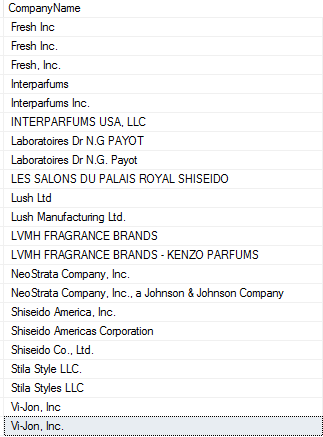 CompanyName
Fresh Inc
Fresh Inc.
Fresh, Inc.
Interparfums
Interparfums Inc.
INTERPARFUMS USA, LLC
Laboratoires Dr N.G PAYOT
Laboratoires Dr N.G. Payot
LES SALONS DU PALAIS ROYAL SHISEIDO
Lush Ltd
Lush Manufacturing Ltd.
LVMH FRAGRANCE BRANDS
LVMH FRAGRANCE BRANDS - KENZO PARFUMS
NeoStrata Company, Inc.
NeoStrata Company, Inc., a Johnson & Johnson Company
Shiseido America, Inc.
Shiseido Americas Corporation
Shiseido Co., Ltd.
Stila Style LLC.
Stila Styles LLC
Vi-Jon, Inc
Vi-Jon, Inc.